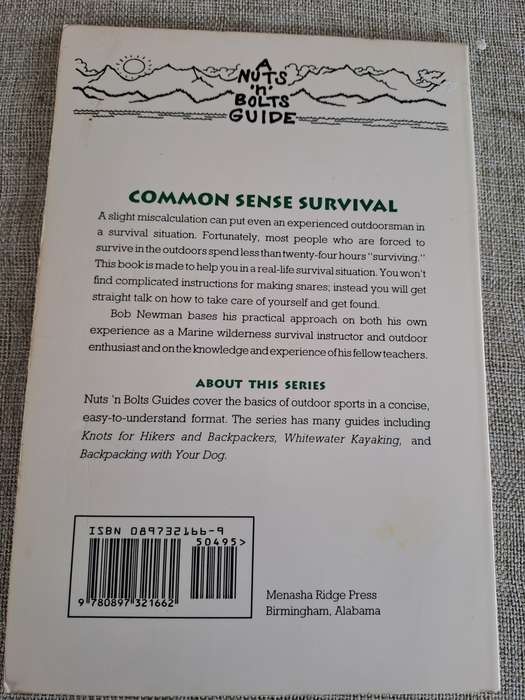 A
NUTS
'n'
BOLTS
GUIDE
COMMON SENSE SURVIVAL
A slight miscalculation can put even an experienced outdoorsman in
a survival situation. Fortunately, most people who are forced to
survive in the outdoors spend less than twenty-four hours "surviving."
This book is made to help you in a real-life survival situation. You won't
find complicated instructions for making snares; instead you will get
straight talk on how to take care of yourself and get found.
Bob Newman bases his practical approach on both his own
experience as a Marine wilderness survival instructor and outdoor
enthusiast and on the knowledge and experience of his fellow teachers.
ABOUT THIS SERIES
Nuts 'n Bolts Guides cover the basics of outdoor sports in a concise,
easy-to-understand format. The series has many guides including
Knots for Hikers and Backpackers, Whitewater Kayaking, and
Backpacking with Your Dog.
ISBN 089732166-9
50495>
9 780897 321662
Menasha Ridge Press
Birmingham, Alabama